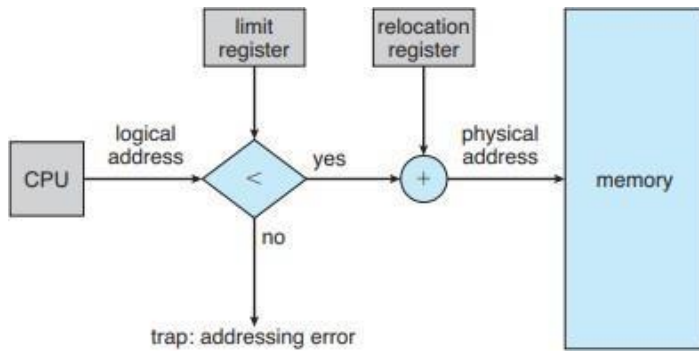 limit
register
relocation
register
logical
address
physical
address
CPU
<
yes
+
memory
no
trap: addressing error